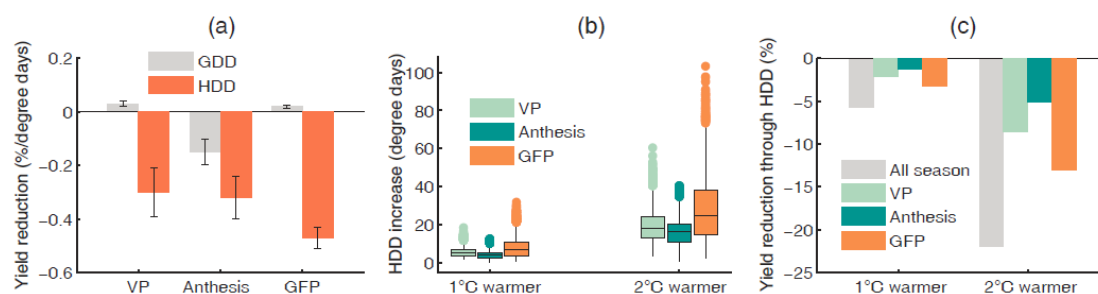 (a)
Yield reduction (%/degree days)
0.2
0
−0.2
−0.4
−0.6
GDD
HDD
VP Anthesis GFP
(b)
HDD increase (degree days)
100
80
60
40
20
0
VP
Anthesis
GFP
1°C warmer 2°C warmer
(c)
Yield reduction through HDD (%)
0
−5
−10
−15
−20
−25
All season
VP
Anthesis
GFP
1°C warmer 2°C warmer